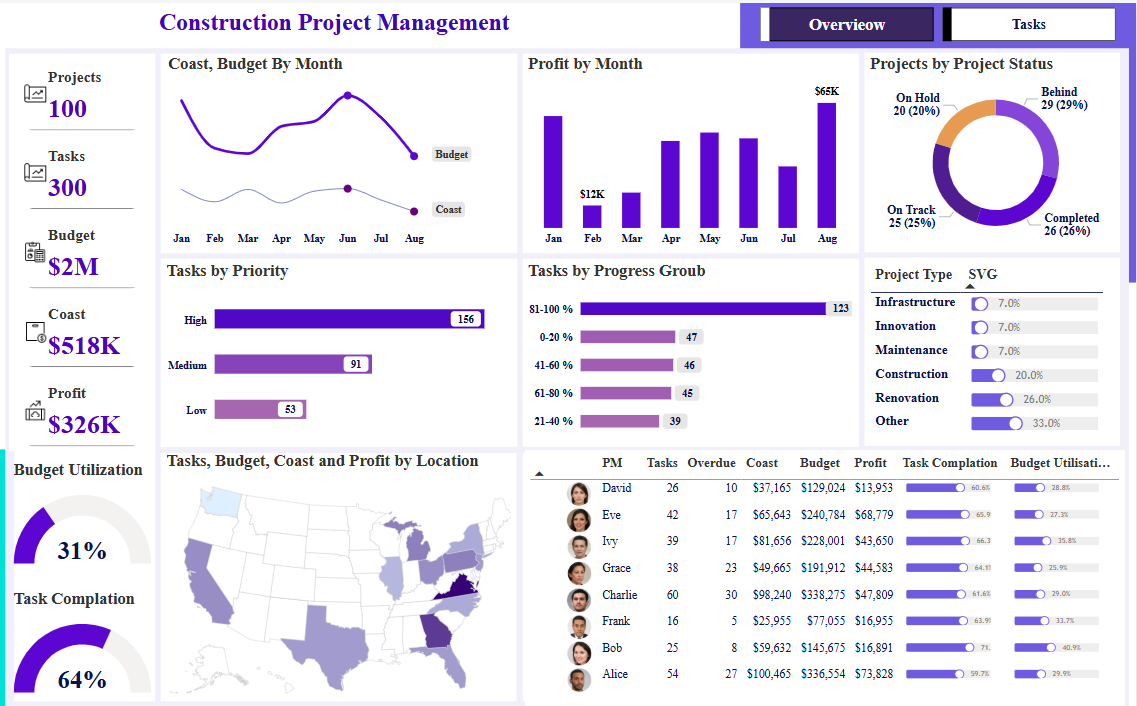 Construction Project Management
Overvieow
Tasks
Projects
100
Tasks
300
Budget
$2M
Coast
$518K
Profit
$326K
Budget Utilization
31%
Task Complation
64%
Coast, Budget By Month
Budget
Coast
Jan Feb Mar Apr May Jun Jul Aug
Profit by Month
$65K
$12K
Jan Feb Mar Apr May Jun Jul Aug
Projects by Project Status
On Hold
20 (20%)
Behind
29 (29%)
On Track
25 (25%)
Completed
26 (26%)
Tasks by Priority
High 156
Medium 91
Low 53
Tasks by Progress Groub
81-100 % 123
0-20 % 47
41-60 % 46
61-80 % 45
21-40 % 39
Project Type SVG
Infrastructure 7.0%
Innovation 7.0%
Maintenance 7.0%
Construction 20.0%
Renovation 26.0%
Other 33.0%
Tasks, Budget, Coast and Profit by Location
PM Tasks Overdue Coast Budget Profit Task Complation Budget Utilisati...
David 26 10 $37,165 $129,024 $13,953 60.6% 28.8%
Eve 42 17 $65,643 $240,784 $68,779 65.9 27.3%
Ivy 39 17 $81,656 $228,001 $43,650 66.3 35.8%
Grace 38 23 $49,665 $191,912 $44,583 64.1% 25.9%
Charlie 60 30 $98,240 $338,275 $47,809 61.6% 29.0%
Frank 16 5 $25,955 $77,055 $16,955 63.9% 33.7%
Bob 25 8 $59,632 $145,675 $16,891 71. 40.9%
Alice 54 27 $100,465 $336,554 $73,828 59.7% 29.9%